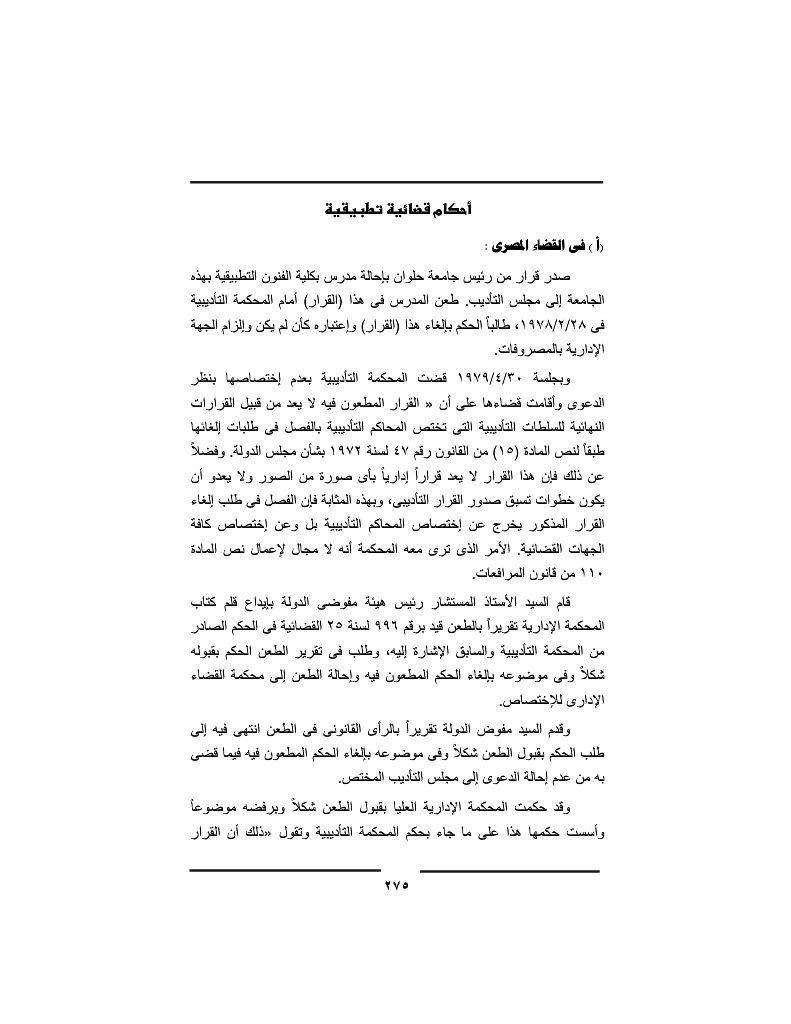 أحكام قضائية تطبيقية
(أ) فى القضاء المصرى :
صدر قرار من رئيس جامعة حلوان بإحالة مدرس بكلية الفنون التطبيقية بهذه
الجامعة إلى مجلس التأديب. طعن المدرس فى هذا (القرار) أمام المحكمة التأديبية
فى ١٩٧٨/٢/٢٨، طالباً الحكم بإلغاء هذا (القرار) وإعتباره كأن لم يكن وإلزام الجهة
الإدارية بالمصروفات.
وبجلسة ١٩٧٩/٤/٣٠ قضت المحكمة التأديبية بعدم إختصاصها بنظر
الدعوى وأقامت قضاءها على أن « القرار المطعون فيه لا يعد من قبيل القرارات
النهائية للسلطات التأديبية التى تختص المحاكم التأديبية بالفصل فى طلبات إلغائها
طبقاً لنص المادة (١٥) من القانون رقم ٤٧ لسنة ١٩٧٢ بشأن مجلس الدولة. وفضلاً
عن ذلك فإن هذا القرار لا يعد قراراً إدارياً بأى صورة من الصور ولا يعدو أن
يكون خطوات تسبق صدور القرار التأديبى، وبهذه المثابة فإن الفصل فى طلب إلغاء
القرار المذكور يخرج عن إختصاص المحاكم التأديبية بل وعن إختصاص كافة
الجهات القضائية. الأمر الذى ترى معه المحكمة أنه لا مجال لإعمال نص المادة
١١٠ من قانون المرافعات.
قام السيد الأستاذ المستشار رئيس هيئة مفوضى الدولة بإيداع قلم كتاب
المحكمة الإدارية تقريراً بالطعن قيد برقم ٩٩٦ لسنة ٢٥ القضائية فى الحكم الصادر
من المحكمة التأديبية والسابق الإشارة إليه، وطلب فى تقرير الطعن الحكم بقبوله
شكلاً وفى موضوعه بإلغاء الحكم المطعون فيه وإحالة الطعن إلى محكمة القضاء
الإدارى للإختصاص.
وقدم السيد مفوض الدولة تقريراً بالرأى القانونى فى الطعن انتهى فيه إلى
طلب الحكم بقبول الطعن شكلاً وفى موضوعه بإلغاء الحكم المطعون فيه فيما قضى
به من عدم إحالة الدعوى إلى مجلس التأديب المختص.
وقد حكمت المحكمة الإدارية العليا بقبول الطعن شكلاً وبرفضه موضوعاً
وأسست حكمها هذا على ما جاء بحكم المحكمة التأديبية وتقول «ذلك أن القرار
٢٧٥